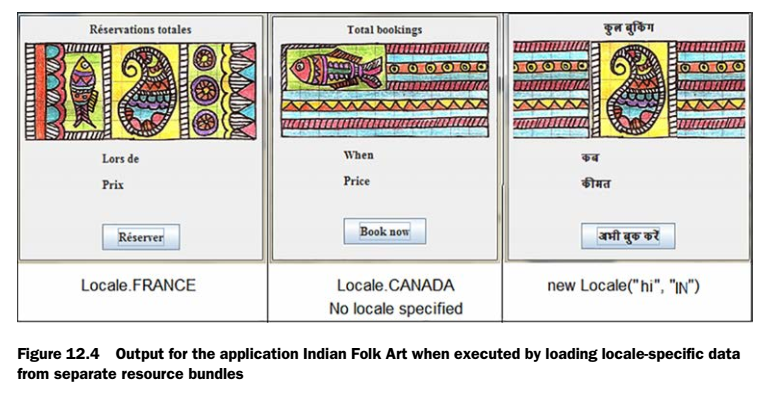 Réservations totales
Lors de
Prix
Réserver
Locale.FRANCE
Total bookings
When
Price
Book now
Locale.CANADA
No locale specified
कुल बुकिंग
कब
कीमत
अभी बुक करें
new Locale("hi", "IN")
Figure 12.4 Output for the application Indian Folk Art when executed by loading locale-specific data
from separate resource bundles